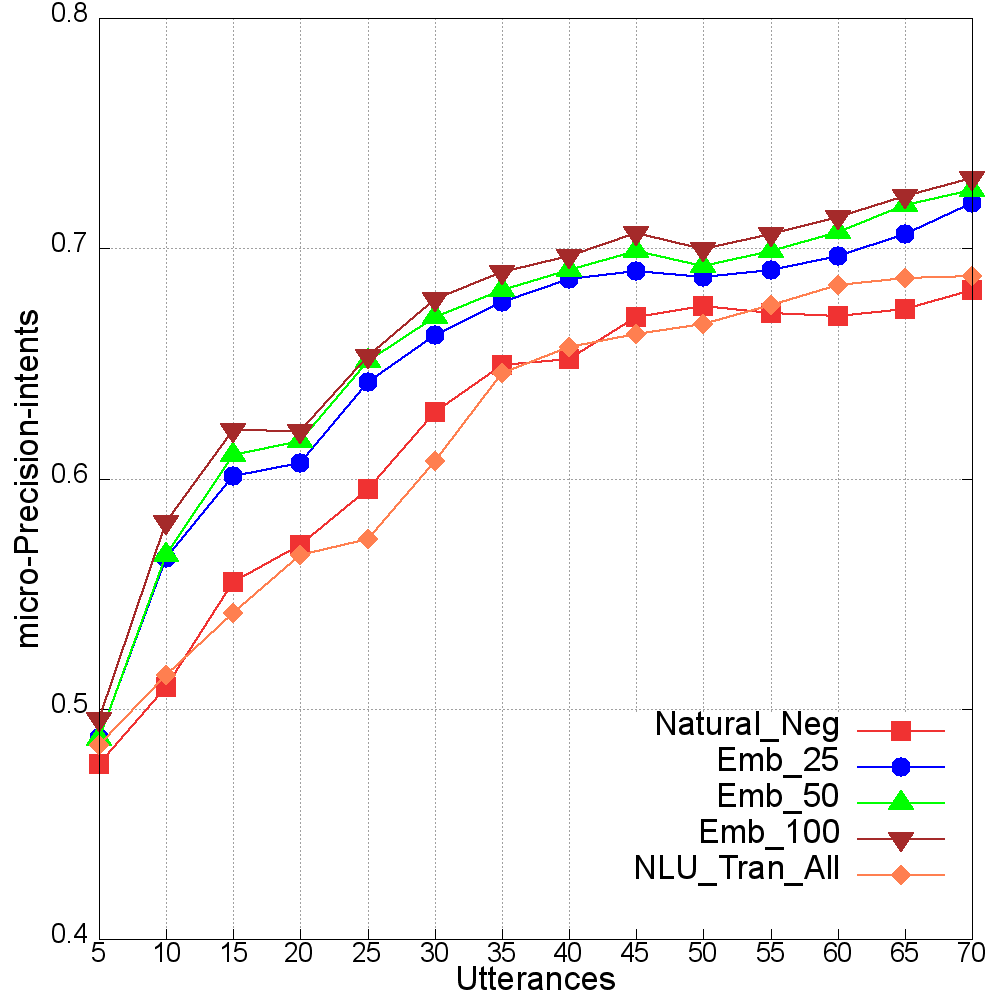 0.8
0.7
0.6
0.5
0.4
micro-Precision-intents
Natural_Neg
Emb_25
Emb_50
Emb_100
NLU_Tran_All
5 10 15 20 25 30 35 40 45 50 55 60 65 70
Utterances